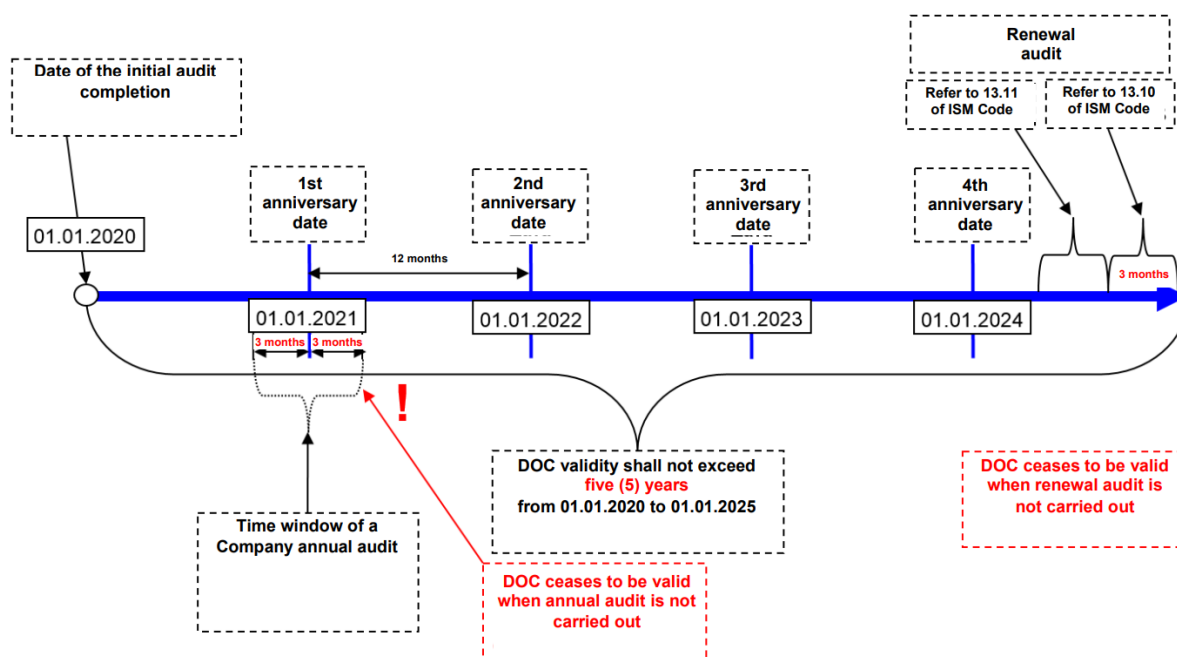 Renewal
audit
Date of the initial audit
completion
Refer to 13.11
of ISM Code
Refer to 13.10
of ISM Code
1st
anniversary
date
2nd
anniversary
date
3rd
anniversary
date
4th
anniversary
date
01.01.2020
12 months
3 months
01.01.2021
01.01.2022
01.01.2023
01.01.2024
3 months
3 months
!
DOC validity shall not exceed
five (5) years
from 01.01.2020 to 01.01.2025
DOC ceases to be valid
when renewal audit is
not carried out
Time window of a
Company annual audit
DOC ceases to be valid
when annual audit is not
carried out